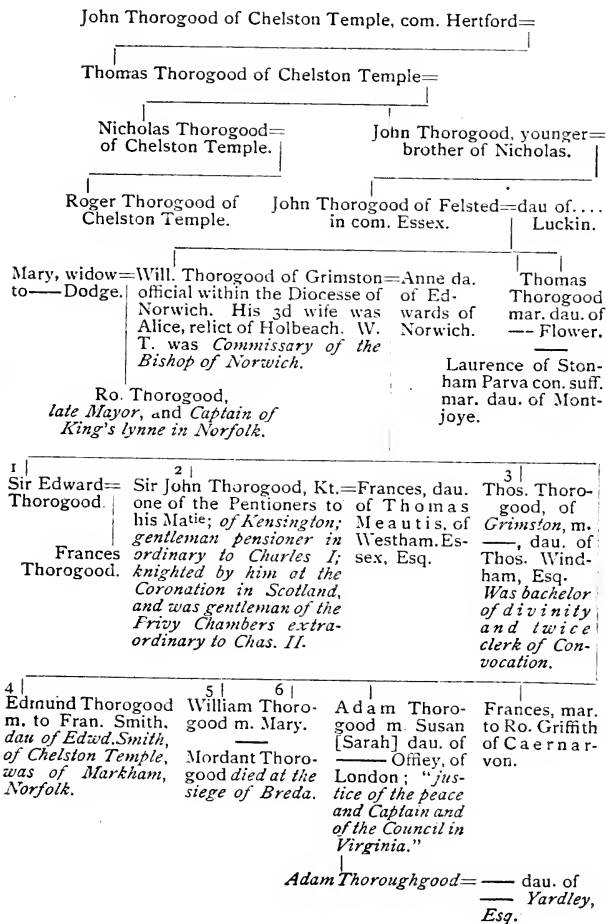 John Thorogood of Chelston Temple, com. Hertford=
Thomas Thorogood of Chelston Temple=
Nicholas Thorogood=
of Chelston Temple.
John Thorogood, younger=
brother of Nicholas.
Roger Thorogood of
Chelston Temple.
John Thorogood of Felsted=dau of....
in com. Essex.
Luckin.
Mary, widow=
to—Dodge.
Will. Thorogood of Grimston=
official within the Diocesse of
Norwich. His 3d wife was
Alice, relict of Holbeach. W.
T. was Commissary of the
Bishop of Norwich.
Anne da.
of Ed-
wards of
Norwich.
Thomas
Thorogood
mar. dau. of
— Flower.
—
Laurence of Ston-
ham Parva con. suff.
mar. dau. of Mont-
joye.
Ro. Thorogood,
late Mayor, and Captain of
King's lynne in Norfolk.
1
Sir Edward=
Thorogood.
Frances
Thorogood.
2
Sir John Thorogood, Kt.=
one of the Pentioners to
his Matie; of Kensington;
gentleman pensioner in
ordinary to Charles I;
knighted by him at the
Coronation in Scotland,
and was gentleman of the
Frivy Chambers extra-
ordinary to Chas. II.
Frances, dau.
of Thomas
Meautis, of
Westham. Es-
sex, Esq.
3
Thos. Thoro-
good, of
Grimston, m.
—, dau. of
Thos. Wind-
ham, Esq.
Was bachelor
of divinity
and twice
clerk of Con-
vocation.
4
Edmund Thorogood
m. to Fran. Smith.
dau of Edwd. Smith,
of Chelston Temple,
was of Markham,
Norfolk.
5 6
William Thoro-
good m. Mary.
—
Mordant Thoro-
good died at the
siege of Breda.
Adam Thoro-
good m. Susan
[Sarah] dau. of
— Offley, of
London; "jus-
tice of the peace
and Captain and
of the Council in
Virginia."
Frances, mar.
to Ro. Griffith
of Caernar-
von.
Adam Thoroughgood= — dau. of
— Yardley,
Esq.